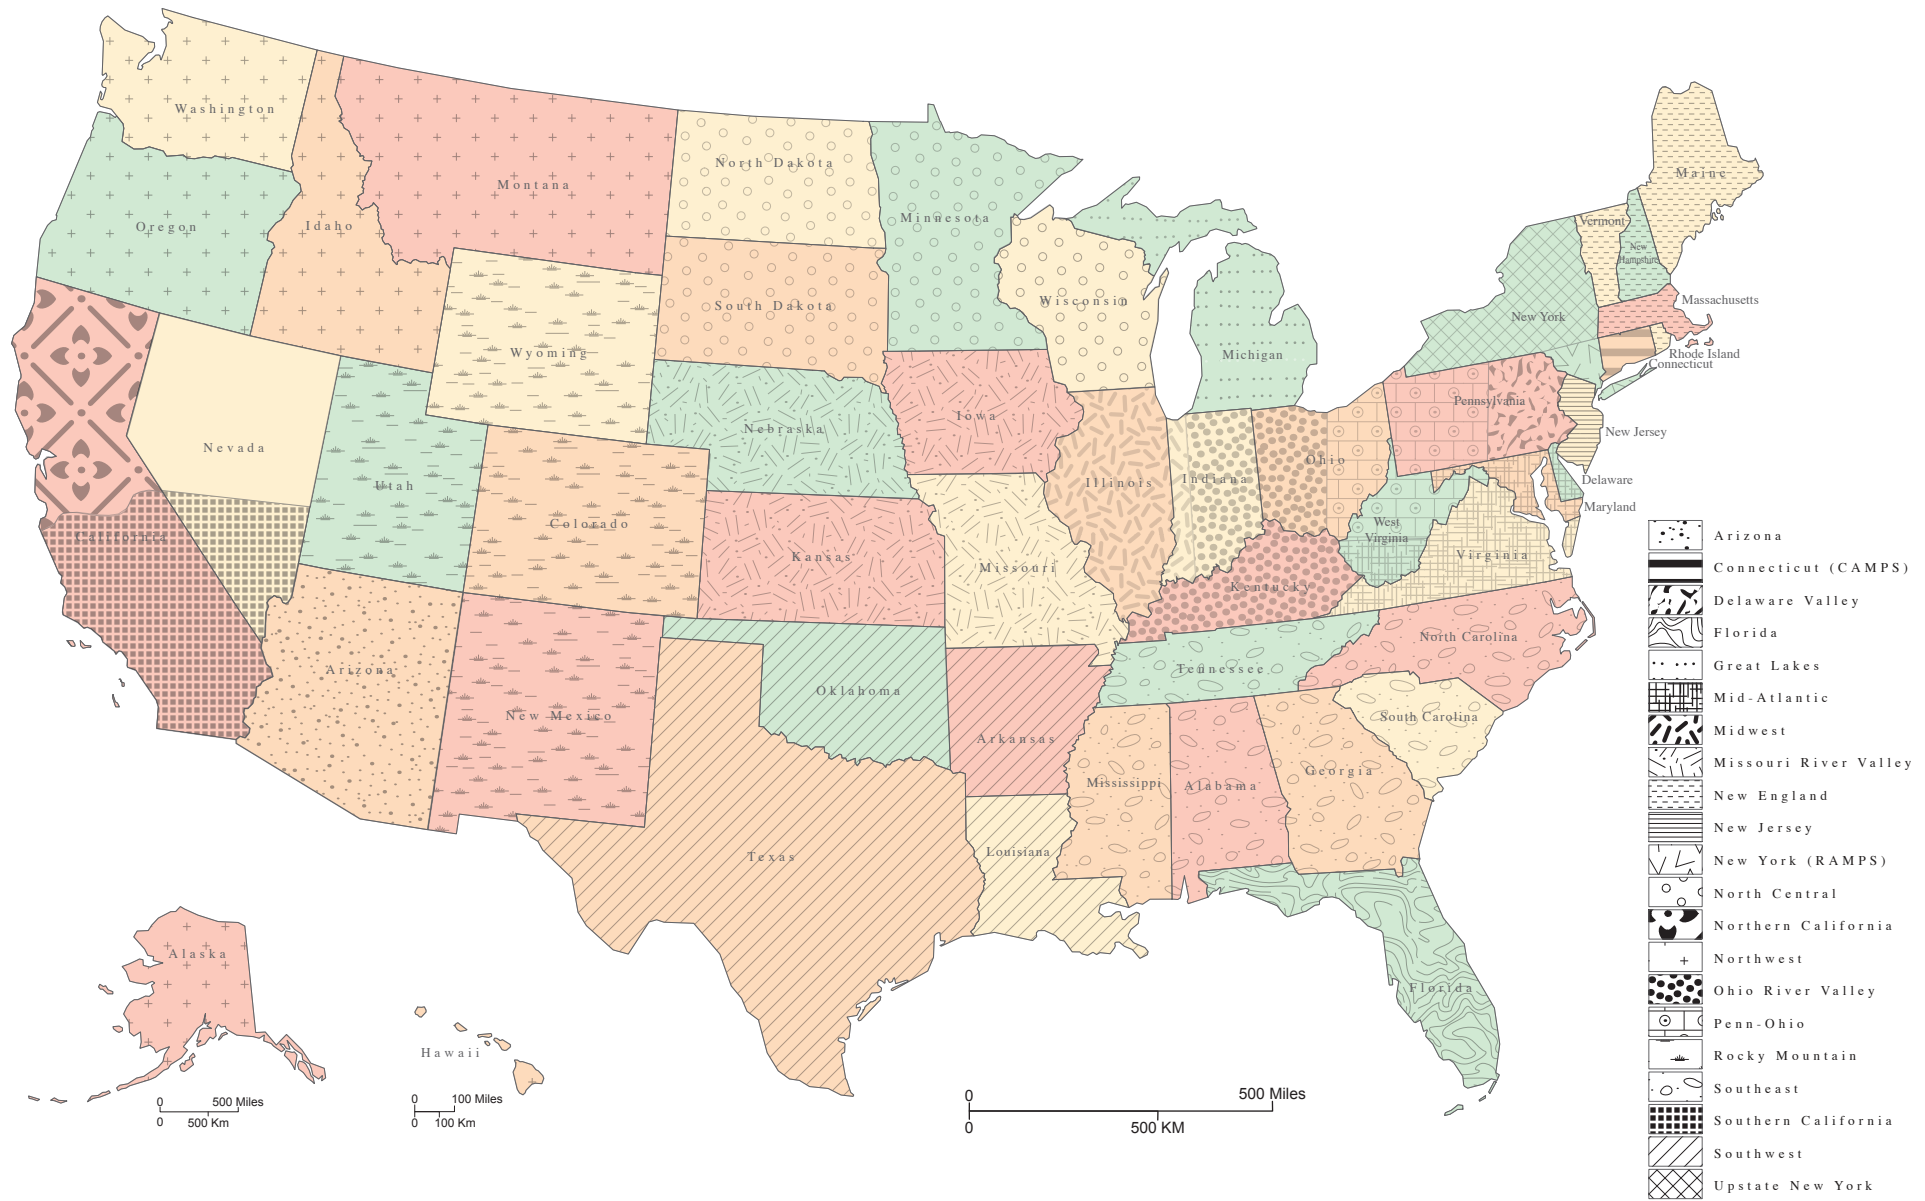 Washington
Oregon
Idaho
Montana
North Dakota
Minnesota
South Dakota
Wisconsin
Wyoming
Nevada
Utah
California
Colorado
Nebraska
Iowa
Kansas
Missouri
Illinois
Indiana
Ohio
Michigan
Kentucky
West
Virginia
Virginia
Pennsylvania
New York
Vermont
New
Hampshire
Maine
Massachusetts
Rhode Island
Connecticut
New Jersey
Delaware
Maryland
North Carolina
South Carolina
Tennessee
Arkansas
Oklahoma
Arizona
New Mexico
Texas
Louisiana
Mississippi
Alabama
Georgia
Florida
Alaska
Hawaii
0 500 Miles
0 500 Km
0 100 Miles
0 100 Km
0 500 Miles
0 500 KM
Arizona
Connecticut (CAMPS)
Delaware Valley
Florida
Great Lakes
Mid-Atlantic
Midwest
Missouri River Valley
New England
New Jersey
New York (RAMPS)
North Central
Northern California
Northwest
Ohio River Valley
Penn-Ohio
Rocky Mountain
Southeast
Southern California
Southwest
Upstate New York